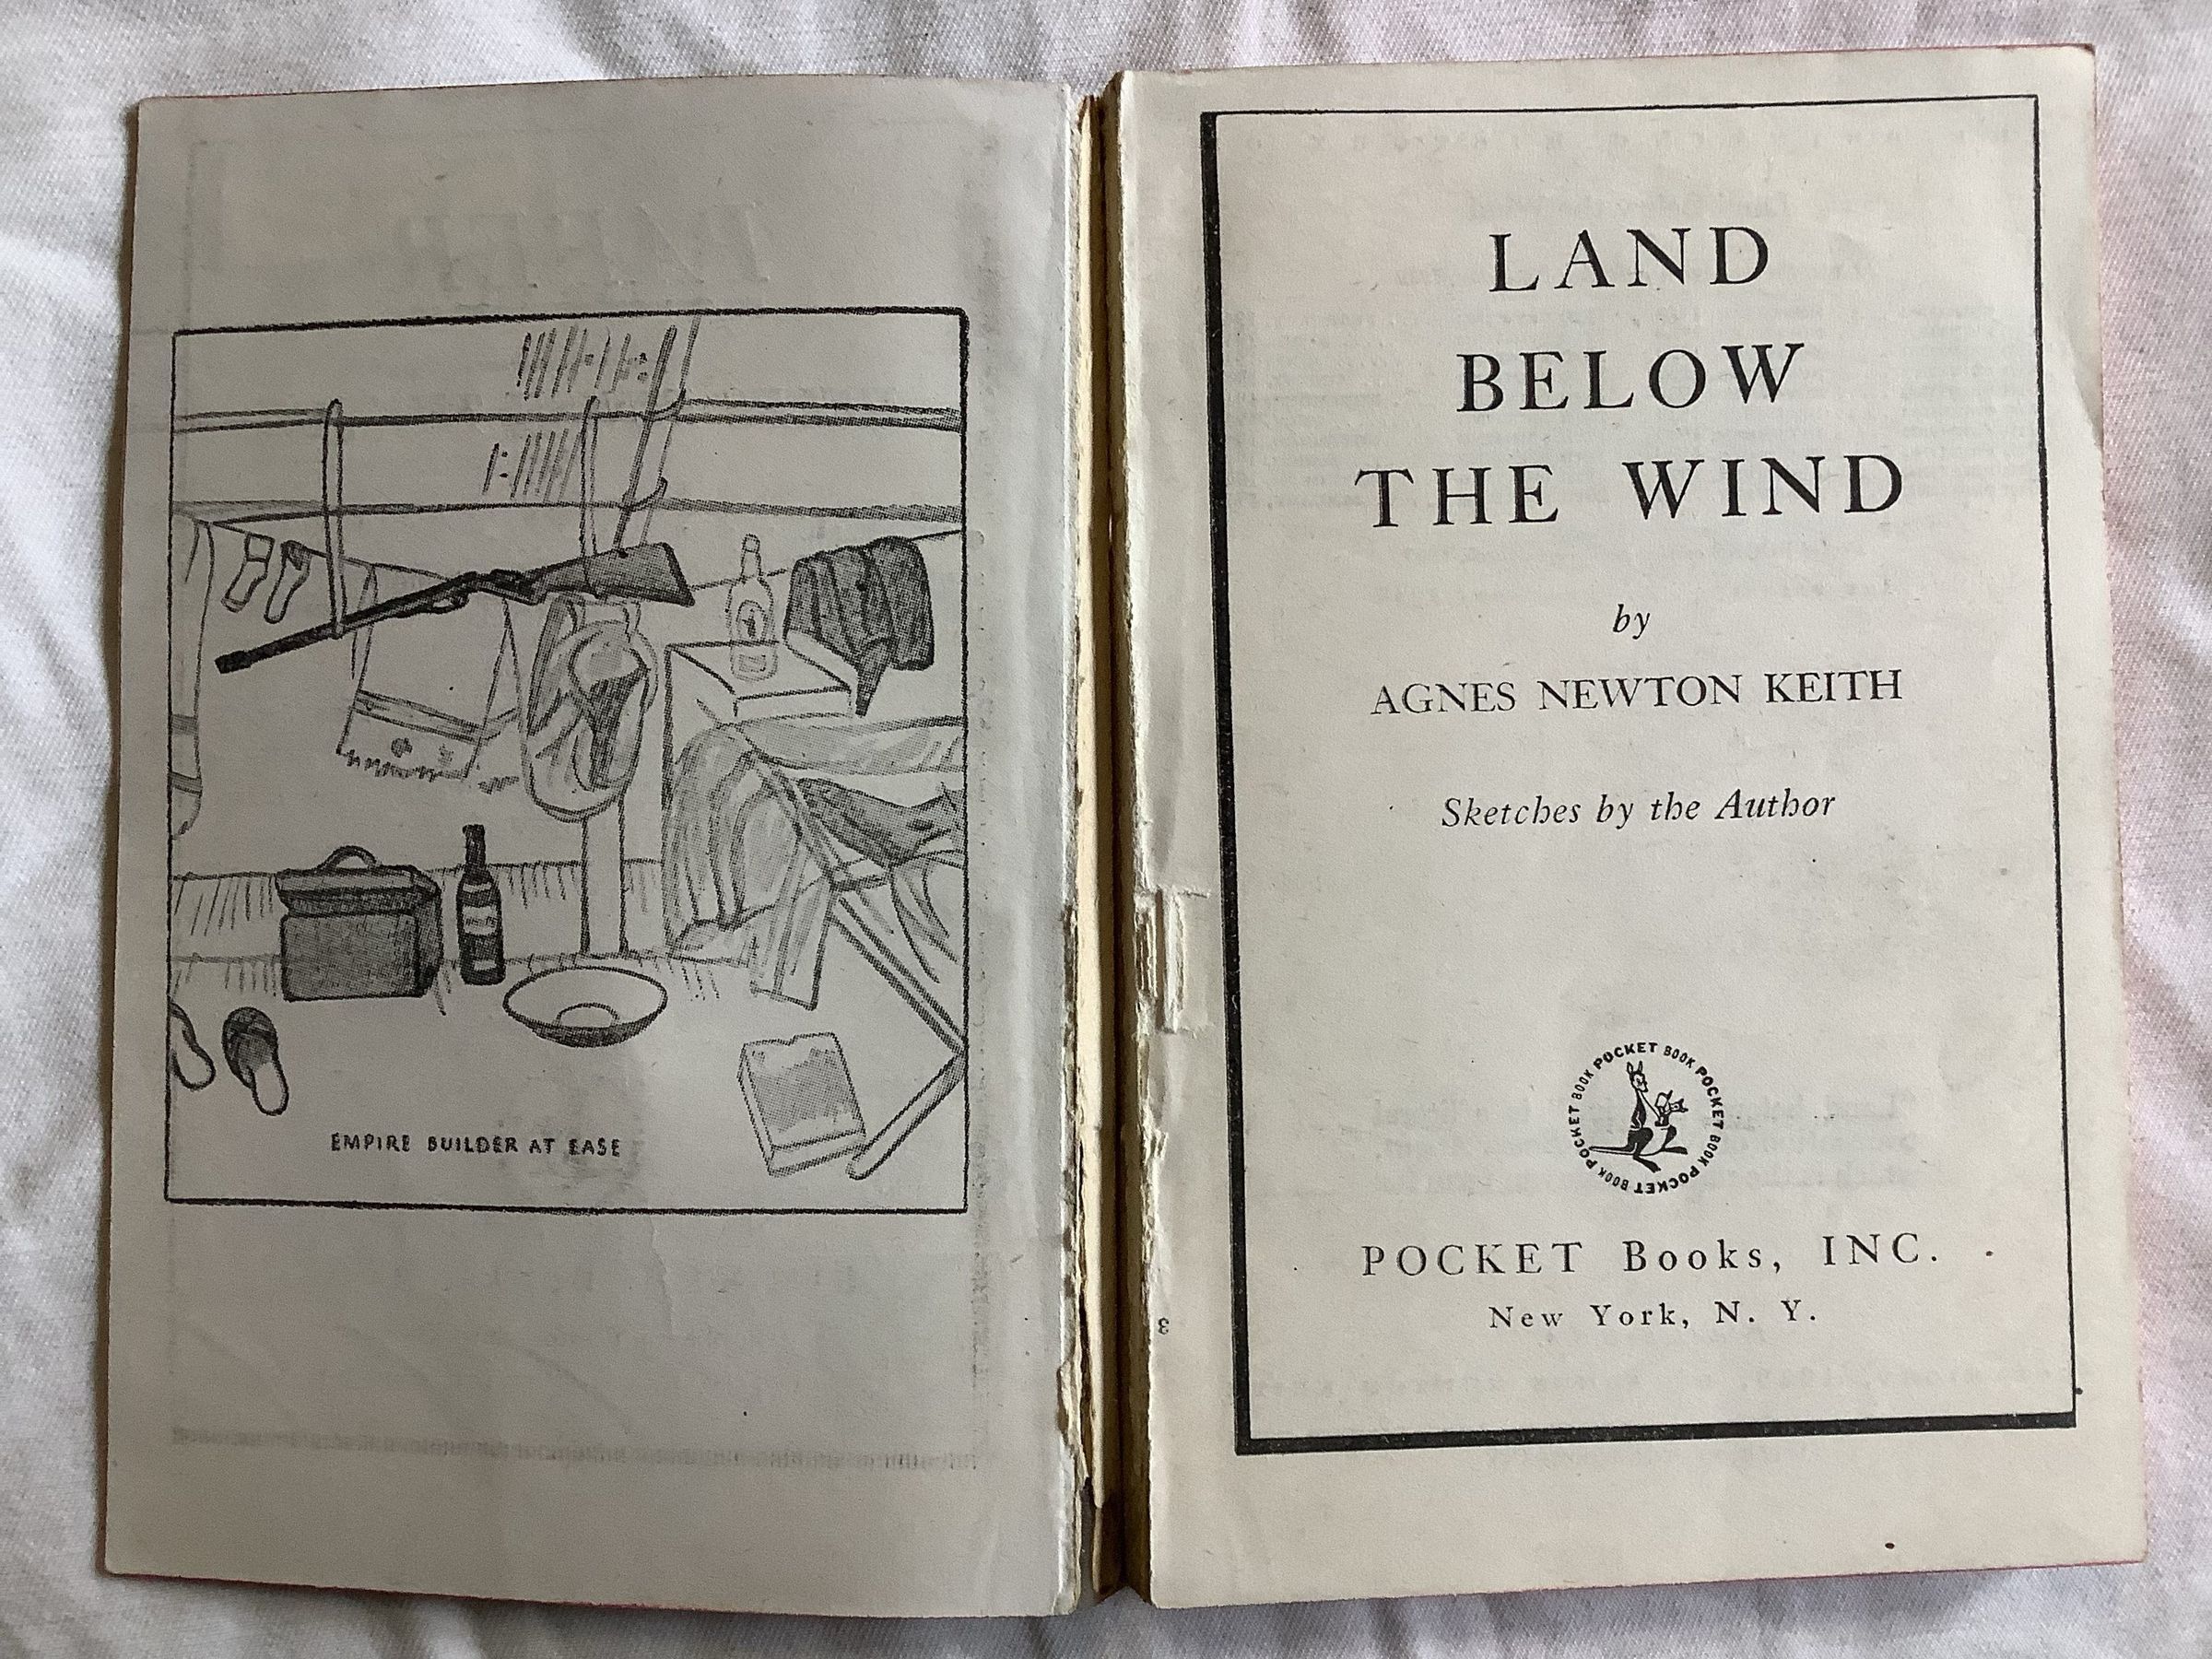 EMPIRE BUILDER AT EASE
LAND
BELOW
THE WIND
by
AGNES NEWTON KEITH
Sketches by the Author
POCKET BOOK POCKET BOOK POCKET BOOK POCKET BOOK
POCKET Books, INC.
New York, N. Y.
3